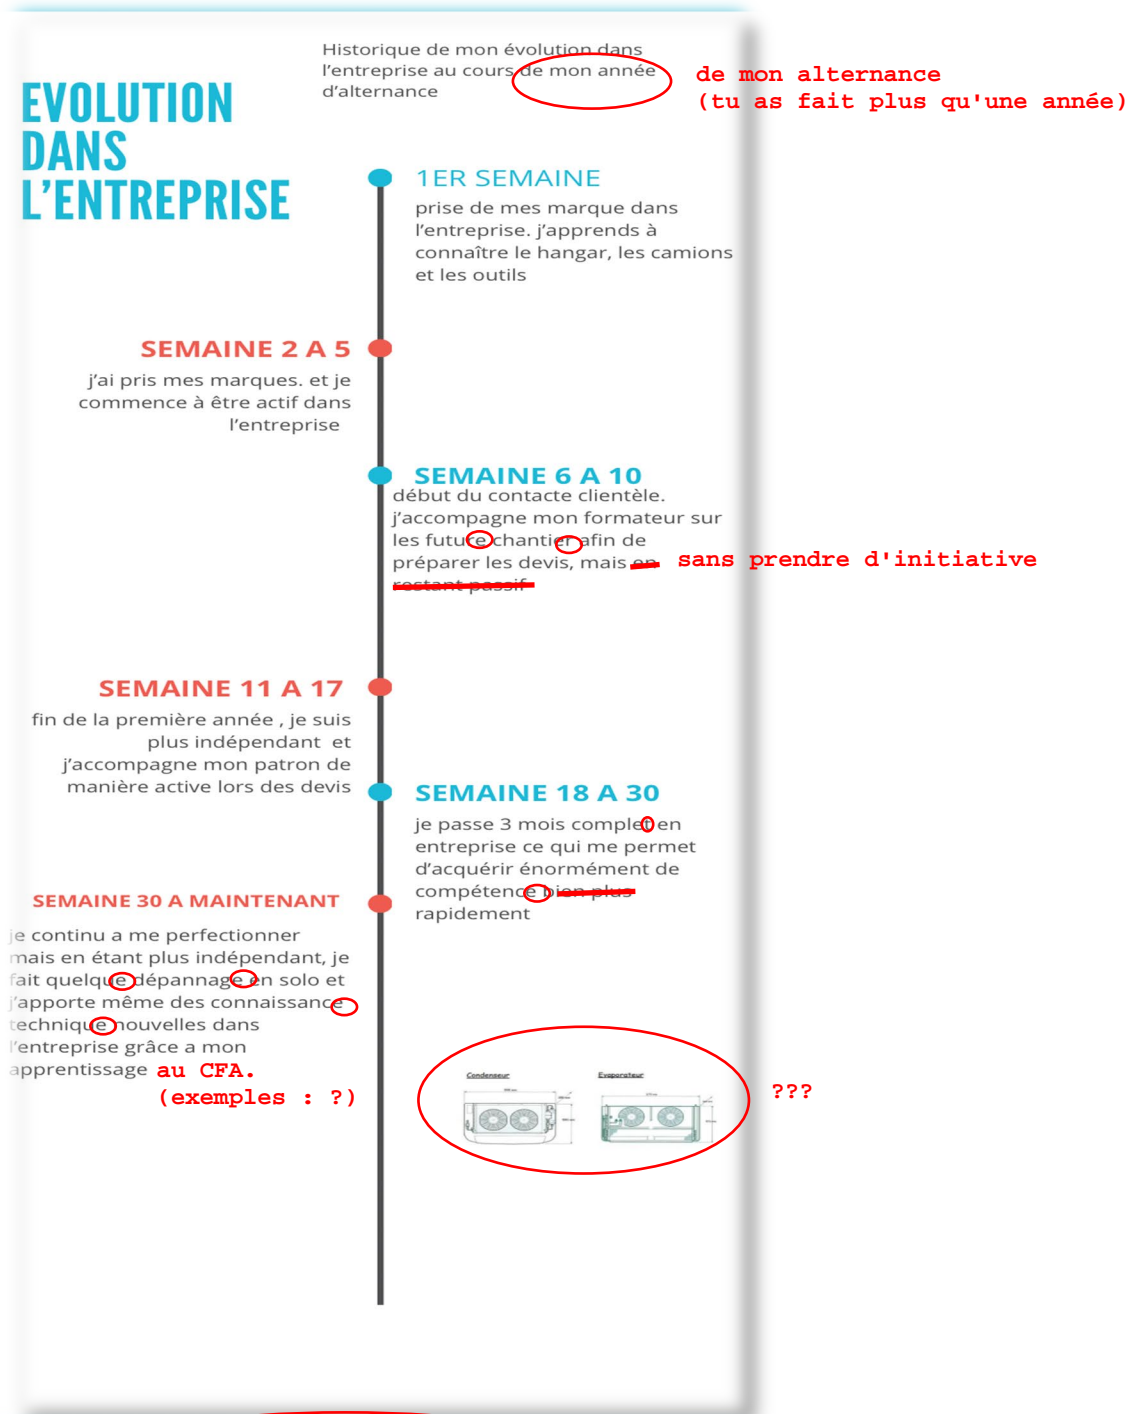 Historique de mon évolution dans
l'entreprise au cours de mon année
d'alternance
de mon alternance
(tu as fait plus qu'une année)
EVOLUTION
DANS
L'ENTREPRISE
1ER SEMAINE
prise de mes marque dans
l'entreprise. j'apprends à
connaître le hangar, les camions
et les outils
SEMAINE 2 A 5
j'ai pris mes marques. et je
commence à être actif dans
l'entreprise
SEMAINE 6 A 10
début du contacte clientèle.
j'accompagne mon formateur sur
les future chantier afin de
préparer les devis, mais en
restant passif
sans prendre d'initiative
SEMAINE 11 A 17
fin de la première année , je suis
plus indépendant et
j'accompagne mon patron de
manière active lors des devis
SEMAINE 18 A 30
je passe 3 mois complet en
entreprise ce qui me permet
d'acquérir énormément de
compétence bien plus
rapidement
SEMAINE 30 A MAINTENANT
je continu a me perfectionner
mais en étant plus indépendant, je
fait quelque dépannage en solo et
j'apporte même des connaissance
technique nouvelles dans
l'entreprise grâce a mon
apprentissage au CFA.
(exemples : ?)
Condenseur
Evaporateur
???